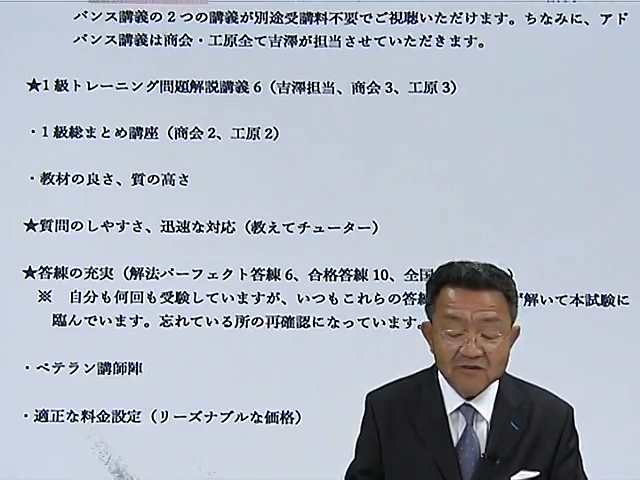 バンス講義の２つの講義が別途受講料不要でご視聴いただけます。ちなみに、アド
バンス講義は商会・工原全て吉澤が担当させていただきます。
★１級トレーニング問題解説講義６（吉澤担当、商会３、工原３）
・１級総まとめ講座（商会２、工原２）
・教材の良さ、質の高さ
★質問のしやすさ、迅速な対応（教えてチューター）
★答練の充実（解法パーフェクト答練６、合格答練10、全国
※　自分も何回も受験していますが、いつもこれらの答練 ず解いて本試験に
臨んでいます。忘れている所の再確認になっています。
・ベテラン講師陣
・適正な料金設定（リーズナブルな価格）